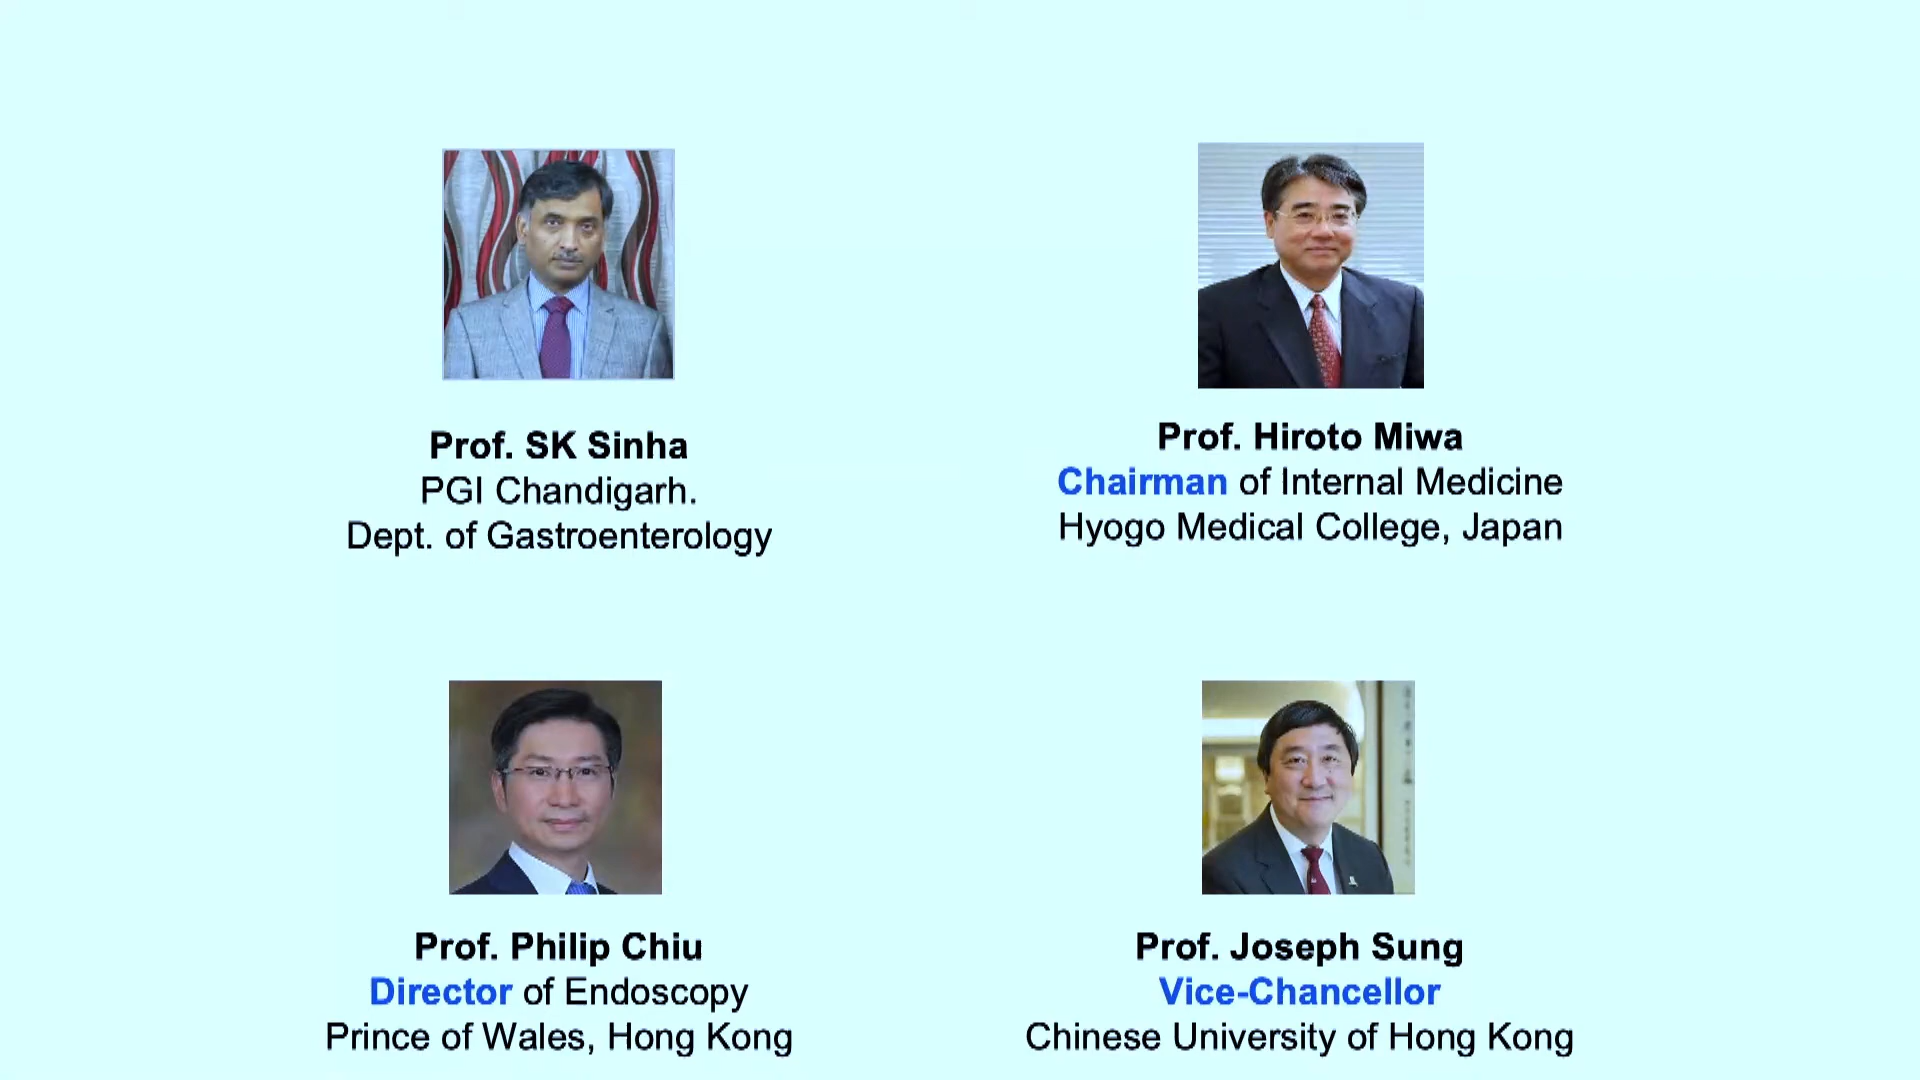 Prof. SK Sinha
PGI Chandigarh.
Dept. of Gastroenterology
Prof. Hiroto Miwa
Chairman of Internal Medicine
Hyogo Medical College, Japan
Prof. Philip Chiu
Director of Endoscopy
Prince of Wales, Hong Kong
Prof. Joseph Sung
Vice-Chancellor
Chinese University of Hong Kong